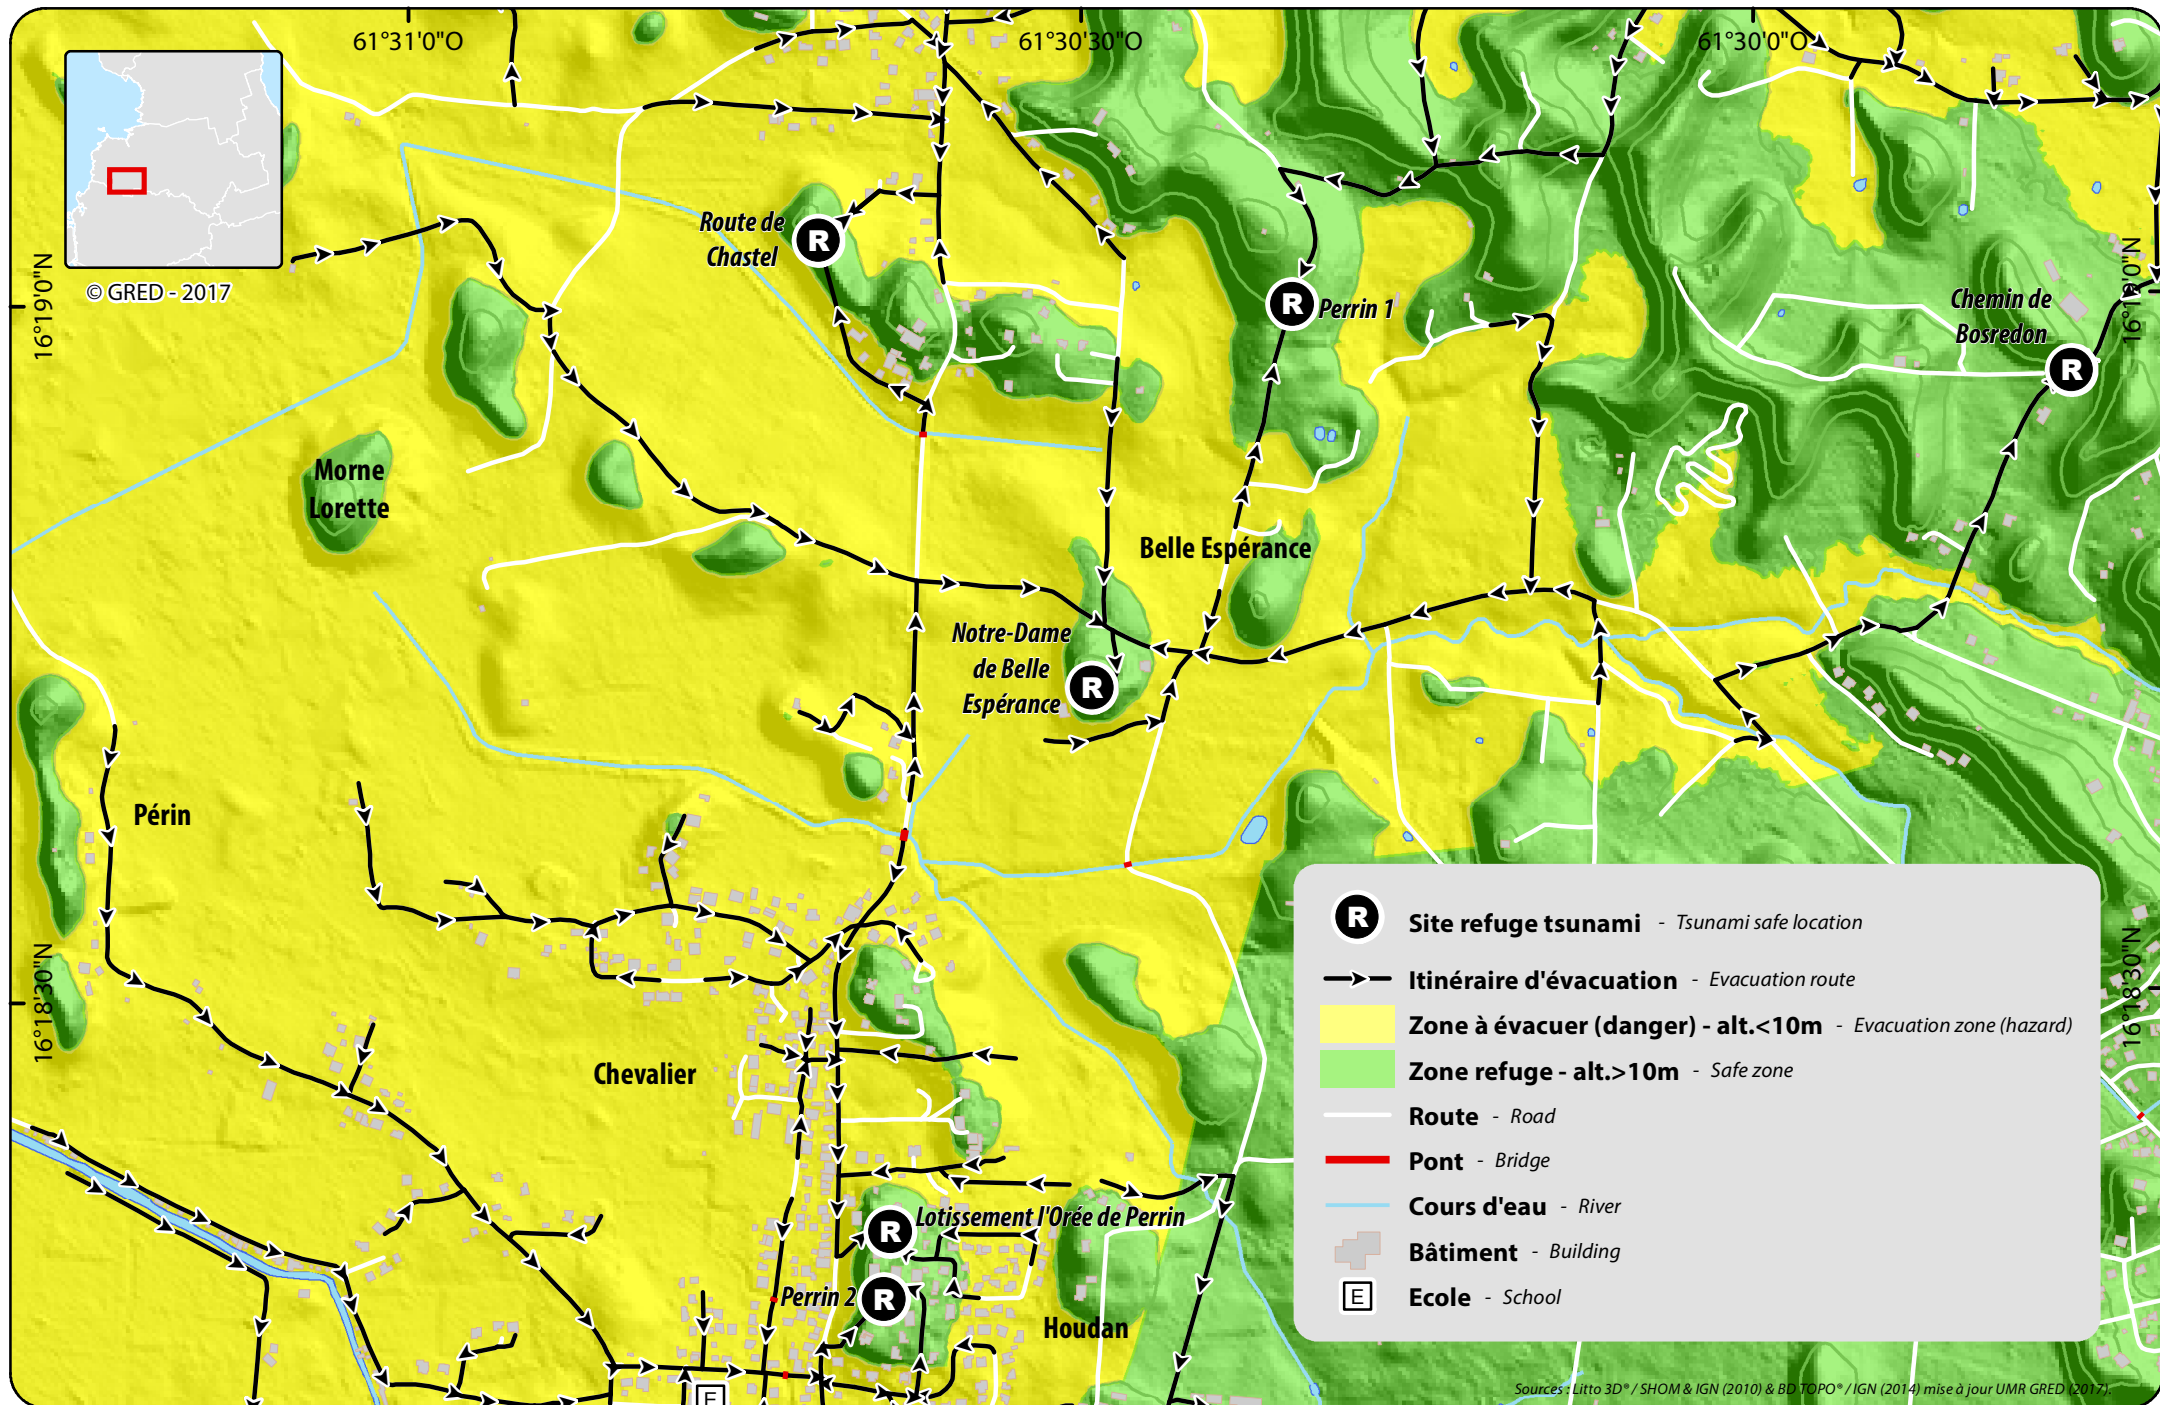 61°31'0"O
61°30'30"O
61°30'0"O
© GRED - 2017
16°19'0"N
16°19'0"N
Route de
Chastel
R
R
Perrin 1
Chemin de
Bosredon
R
Morne
Lorette
Belle Espérance
Notre-Dame
de Belle
Espérance
R
Périn
16°18'30"N
16°18'30"N
Chevalier
Lotissement l'Orée de Perrin
R
Perrin 2
R
Houdan
E
R
Site refuge tsunami - Tsunami safe location
Itinéraire d'évacuation - Evacuation route
Zone à évacuer (danger) - alt.<10m - Evacuation zone (hazard)
Zone refuge - alt.>10m - Safe zone
Route - Road
Pont - Bridge
Cours d'eau - River
Bâtiment - Building
E
Ecole - School
Sources : Litto 3D® / SHOM & IGN (2010) & BD TOPO® / IGN (2014) mise à jour UMR GRED (2017).